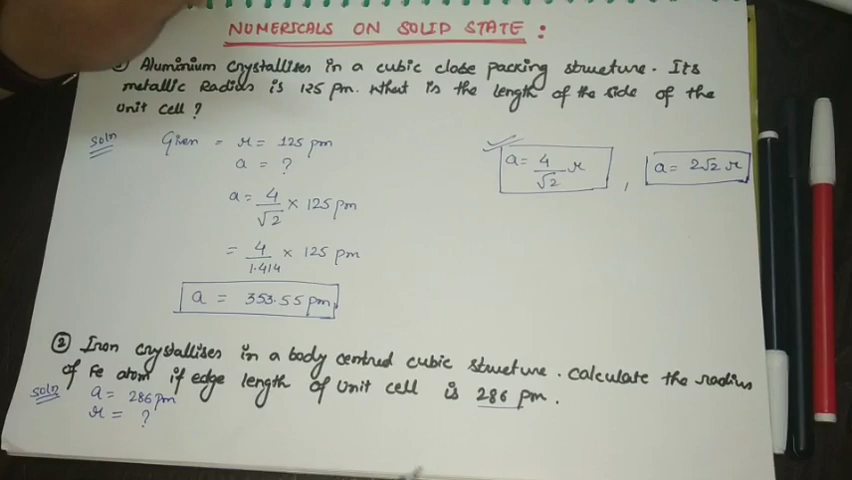 NUMERICALS ON SOLID STATE :
Aluminium crystallises in a cubic close packing structure. Its
metallic Radius is 125 pm. What is the length of the side of the
Unit cell ?
Soln Given = r = 125 pm
a = ?
a = 4/√2 r , a = 2√2 r
a = 4/√2 × 125 pm
= 4/1.414 × 125 pm
a = 353.55 pm
② Iron crystallises in a body centred cubic structure. Calculate the radius
of Fe atom if edge length of Unit cell is 286 pm.
Soln a = 286 pm
r = ?